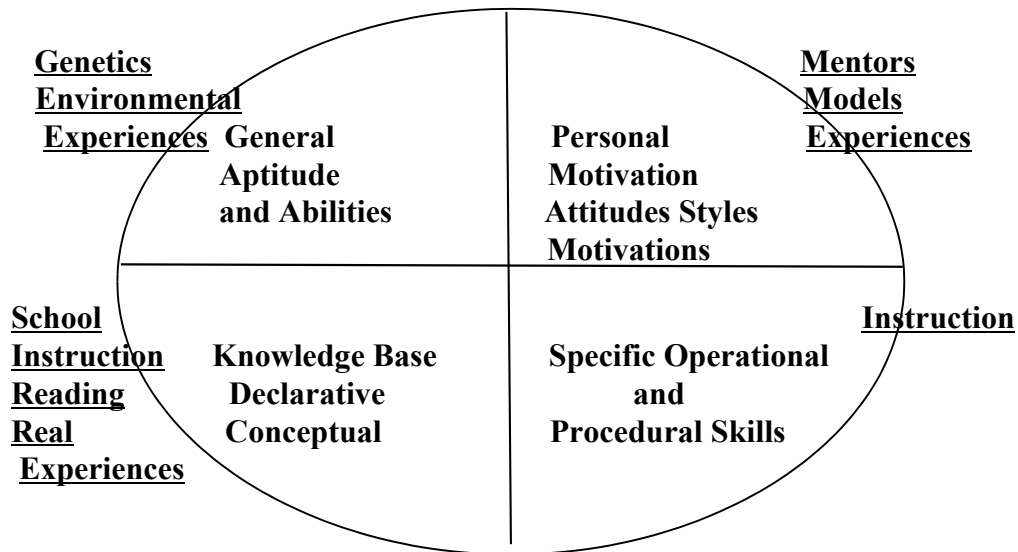 Genetics
Environmental
Experiences
General
Aptitude
and Abilities
Personal
Motivation
Attitudes Styles
Motivations
Mentors
Models
Experiences
School
Instruction
Reading
Real
Experiences
Knowledge Base
Declarative
Conceptual
Specific Operational
and
Procedural Skills
Instruction